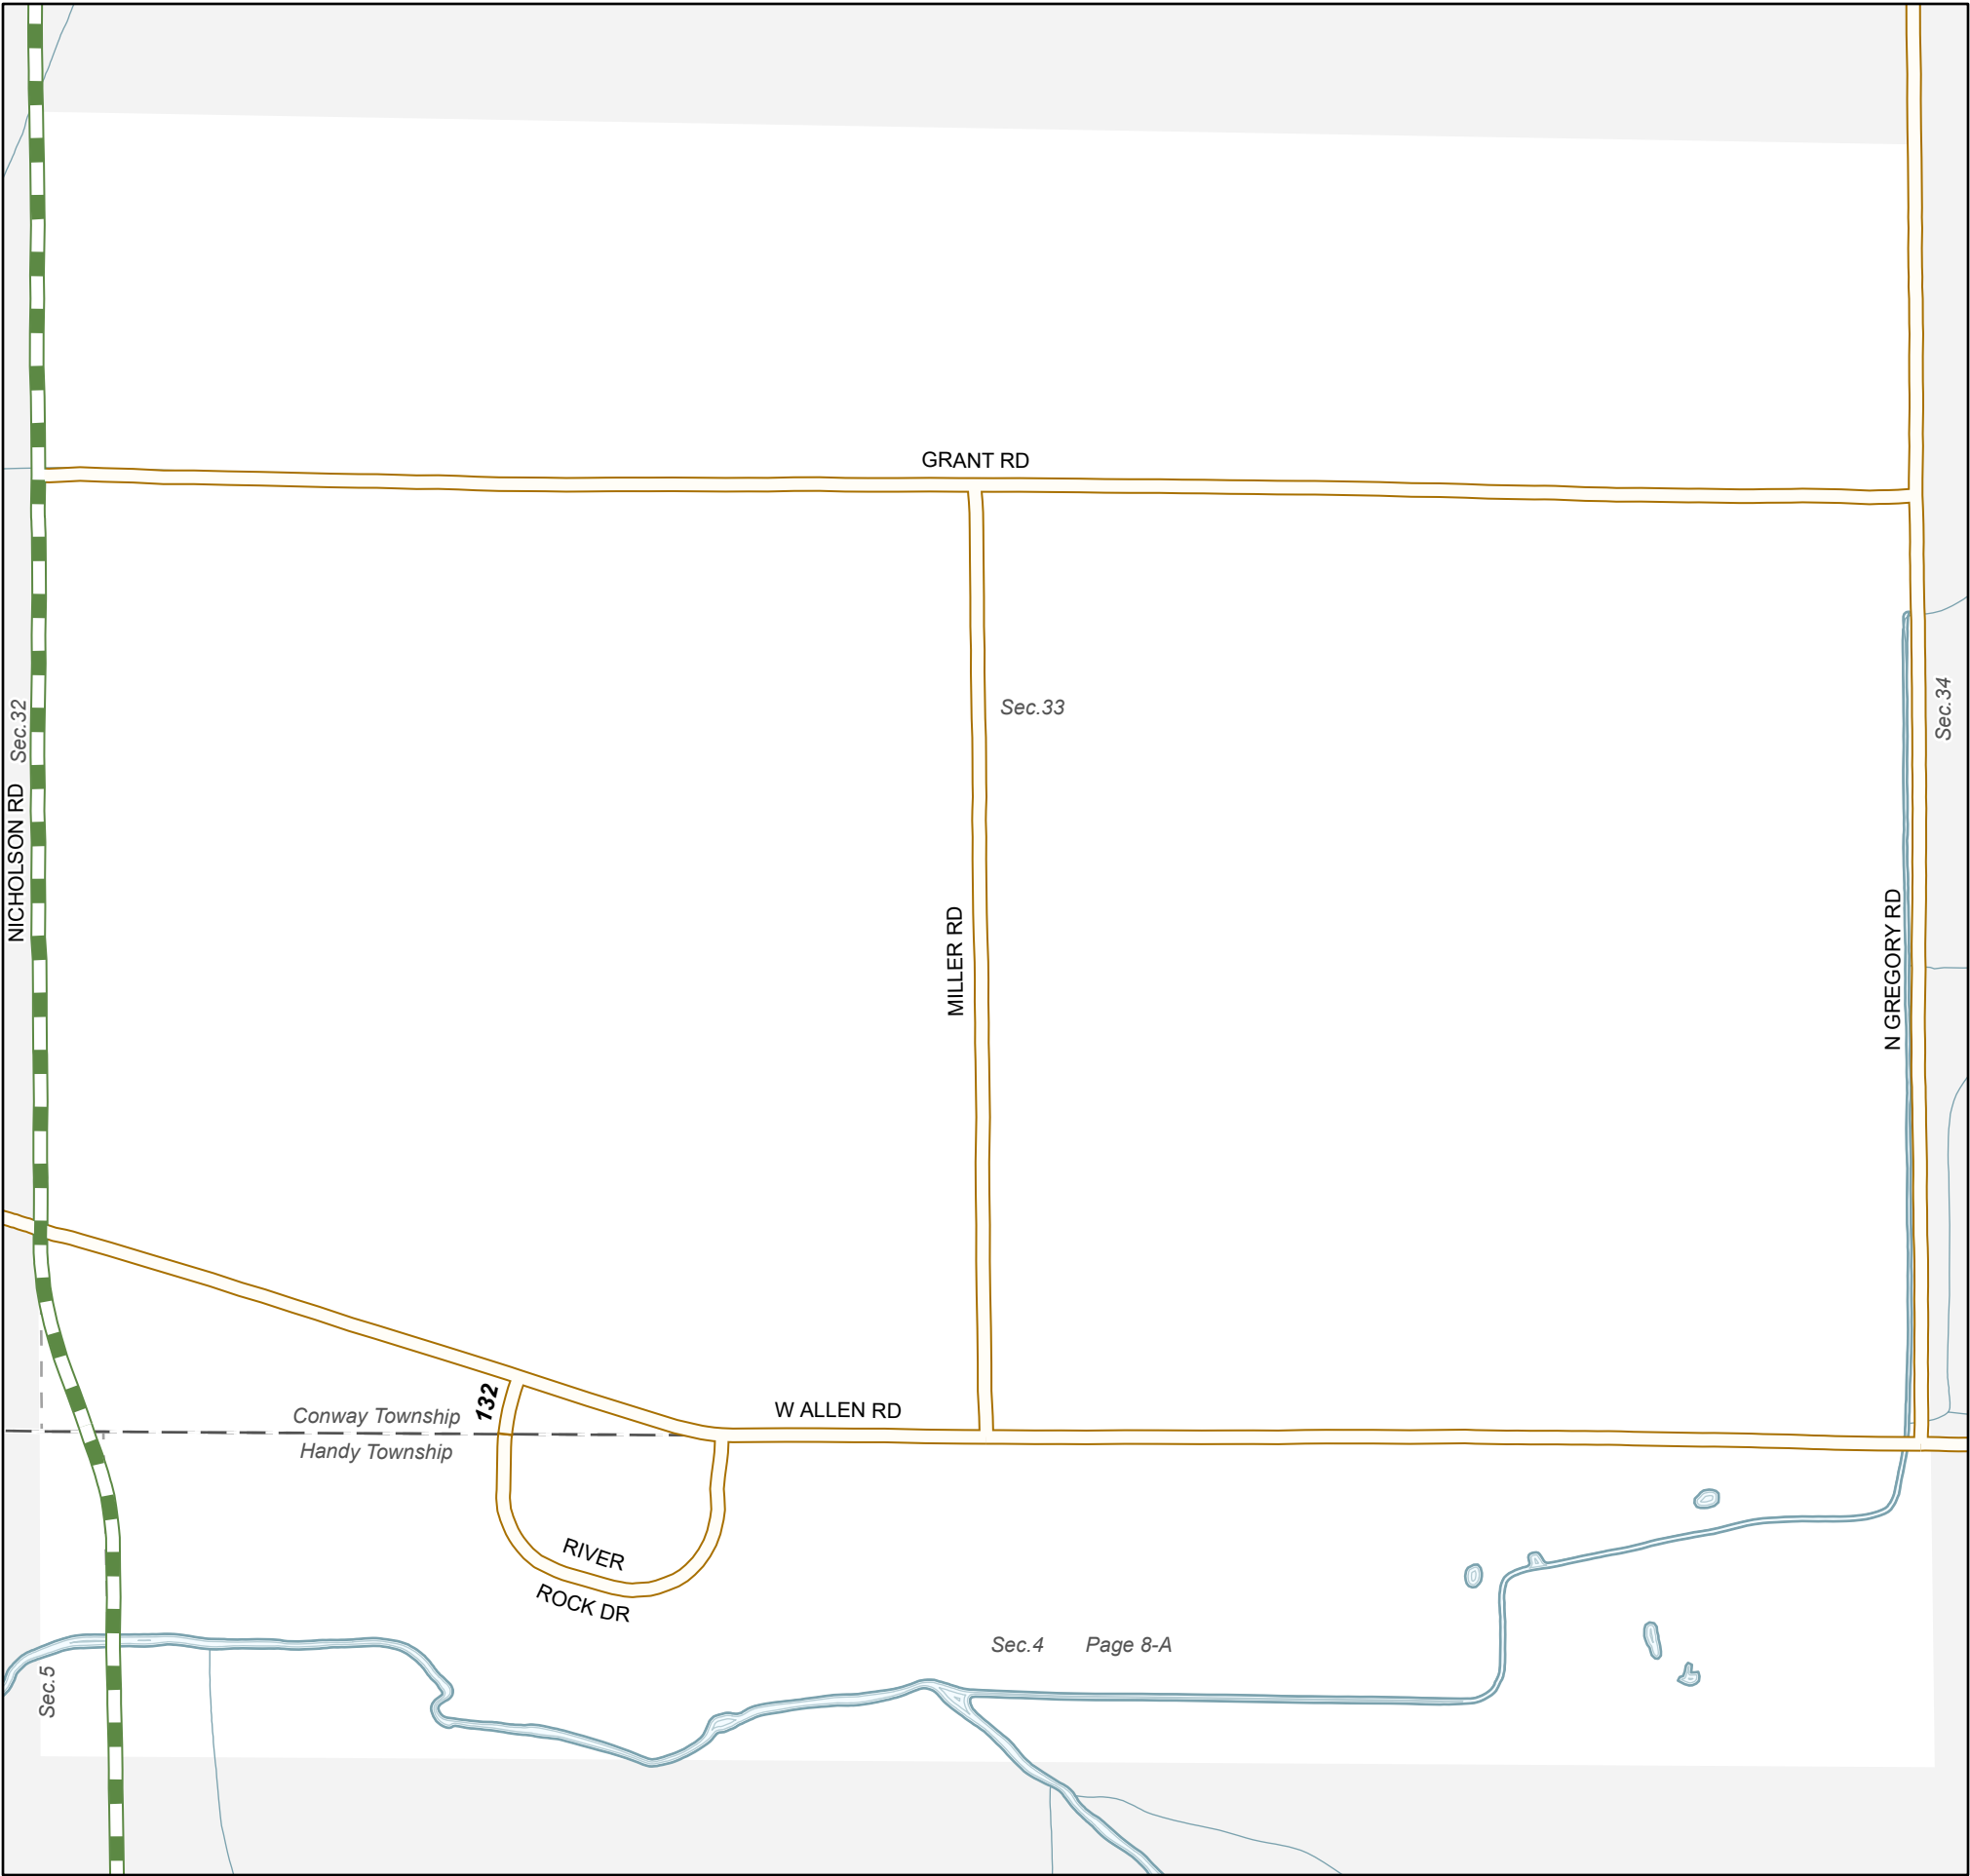 GRANT RD
Sec.32
Sec.33
Sec.34
NICHOLSON RD
MILLER RD
N GREGORY RD
132
Conway Township
W ALLEN RD
Handy Township
RIVER
ROCK DR
Sec.4 Page 8-A
Sec.5